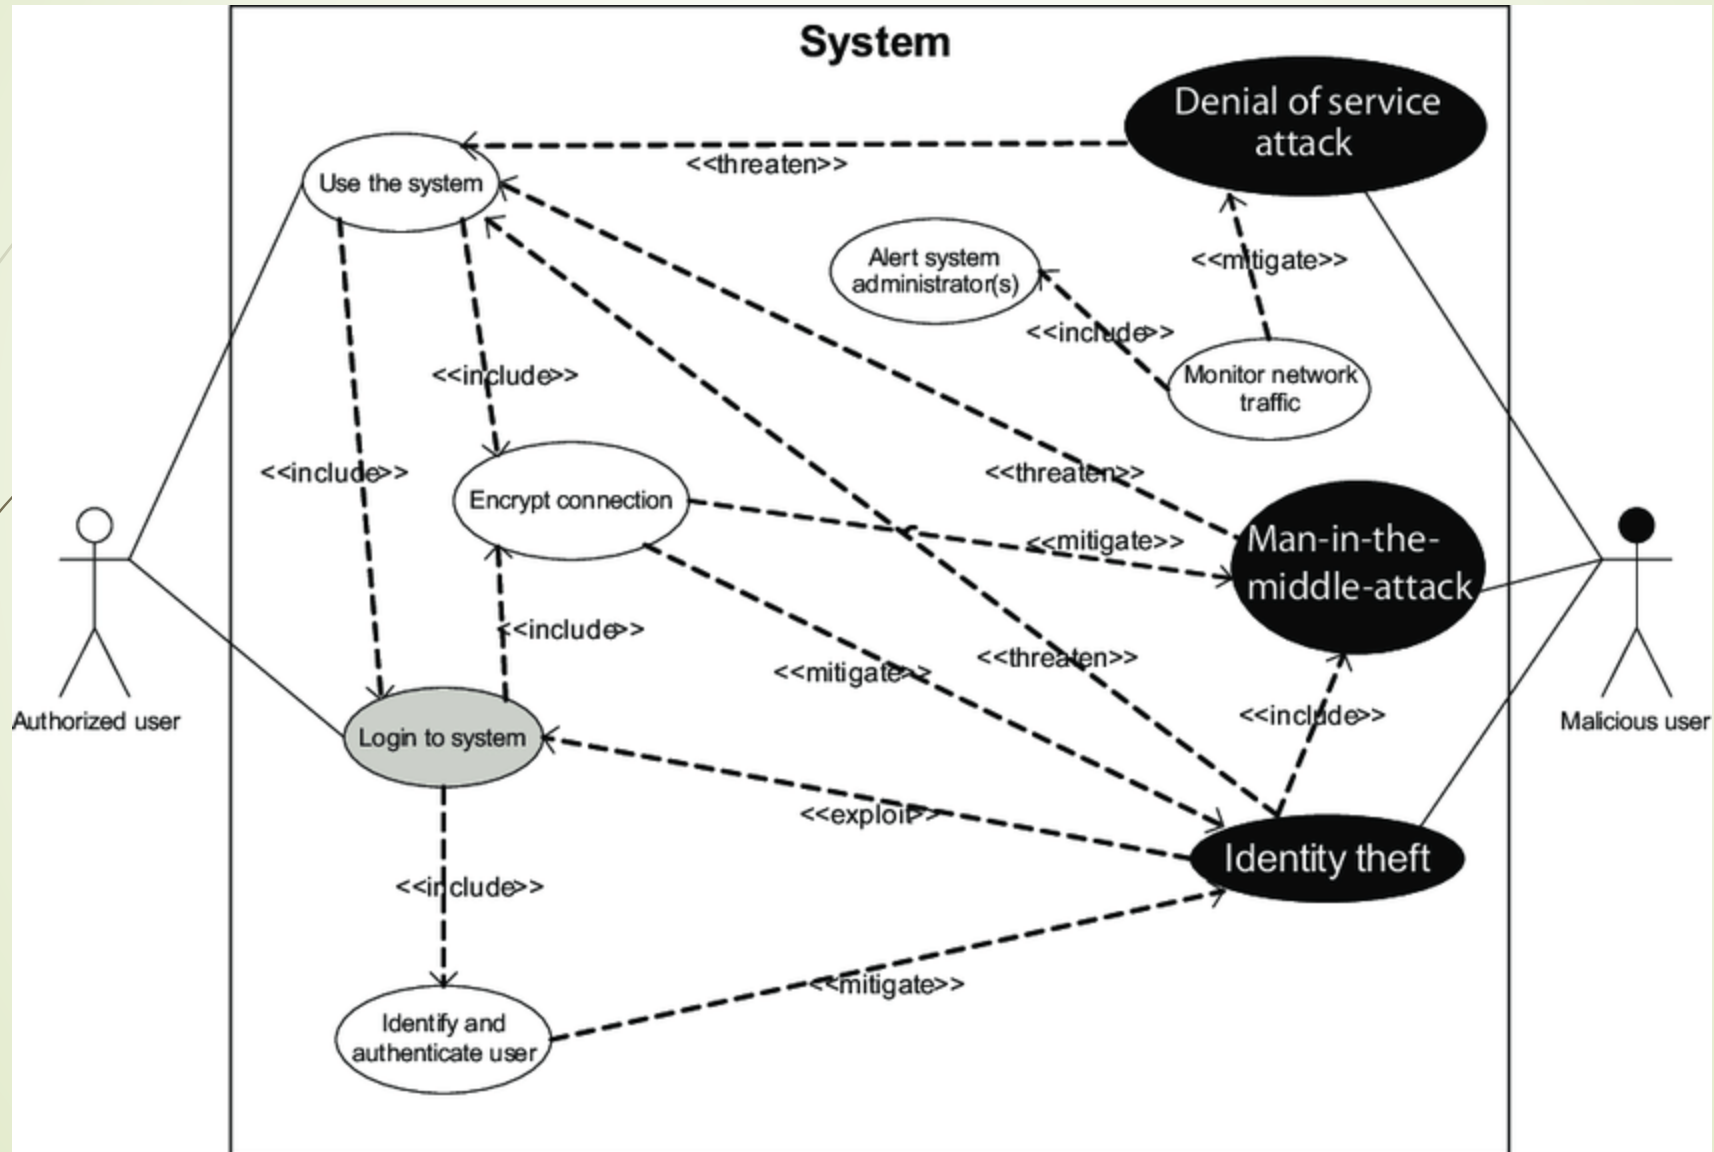 System
Denial of service
attack
<<threaten>>
Use the system
Alert system
administrator(s)
<<mitigate>>
<<include>>
Monitor network
traffic
<<include>>
<<include>>
<<threaten>>
Encrypt connection
<<mitigate>>
Man-in-the-
middle-attack
<<include>>
<<threaten>>
<<mitigate>>
<<include>>
Authorized user
Malicious user
Login to system
<<exploit>>
Identity theft
<<include>>
<<mitigate>>
Identify and
authenticate user